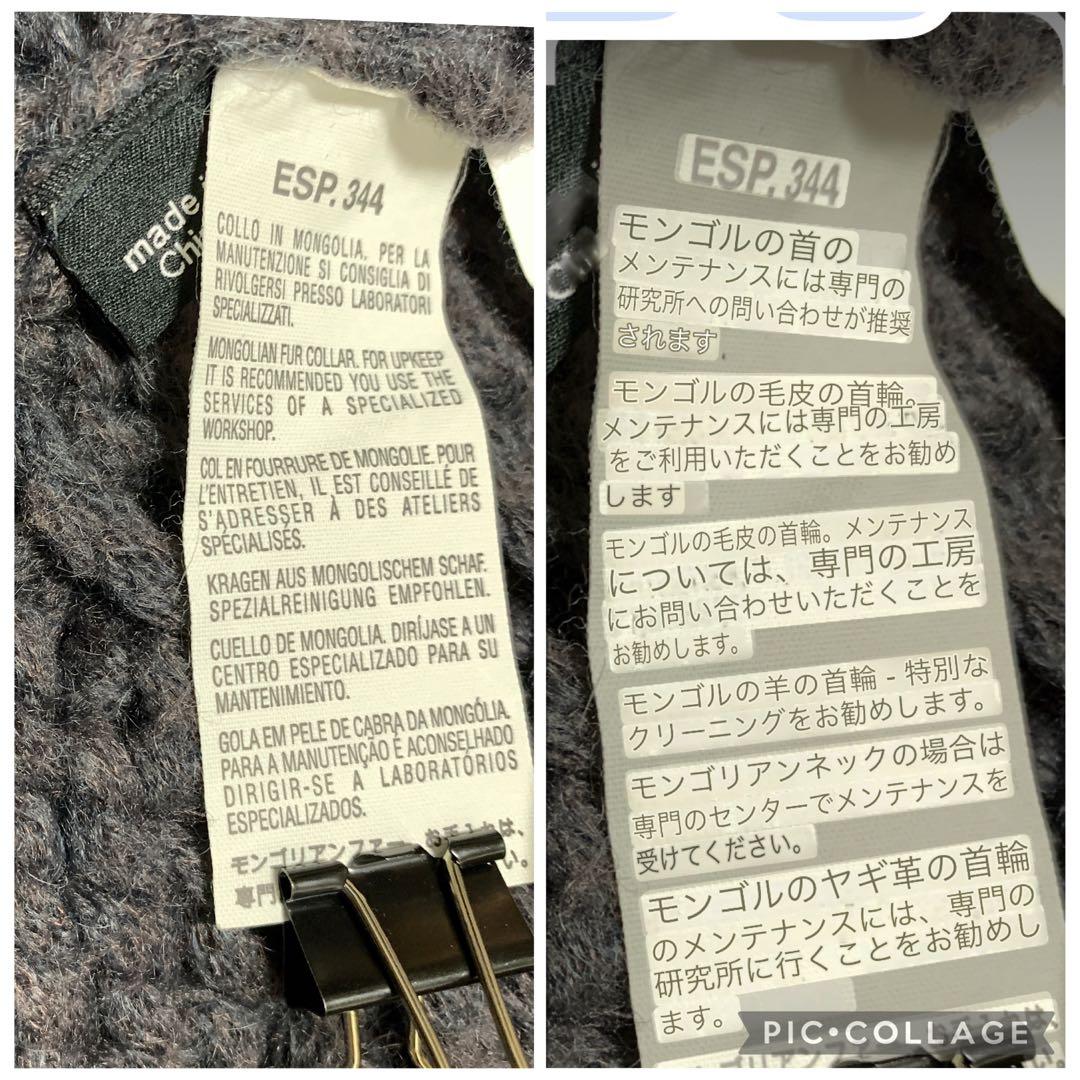 made
Chi
ESP. 344
COLLO IN MONGOLIA. PER LA
MANUTENZIONE SI CONSIGLIA DI
RIVOLGERSI PRESSO LABORATORI
SPECIALIZZATI.
MONGOLIAN FUR COLLAR. FOR UPKEEP
IT IS RECOMMENDED YOU USE THE
SERVICES OF A SPECIALIZED
WORKSHOP.
COL EN FOURRURE DE MONGOLIE. POUR
L'ENTRETIEN, IL EST CONSEILLÉ DE
S'ADRESSER À DES ATELIERS
SPÉCIALISÉS.
KRAGEN AUS MONGOLISCHEM SCHAF.
SPEZIALREINIGUNG EMPFOHLEN.
CUELLO DE MONGOLIA. DIRÍJASE A UN
CENTRO ESPECIALIZADO PARA SU
MANTENIMIENTO.
GOLA EM PELE DE CABRA DA MONGÓLIA.
PARA A MANUTENÇÃO É ACONSELHADO
DIRIGIR-SE A LABORATÓRIOS
ESPECIALIZADOS.
モンゴリアンファー お手入れは、
専門 い。
ESP. 344
モンゴルの首の
メンテナンスには専門の
研究所への問い合わせが推奨
されます
モンゴルの毛皮の首輪。
メンテナンスには専門の工房
をご利用いただくことをお勧め
します
モンゴルの毛皮の首輪。メンテナンス
については、専門の工房
にお問い合わせいただくことを
お勧めします。
モンゴルの羊の首輪 - 特別な
クリーニングをお勧めします。
モンゴリアンネックの場合は
専門のセンターでメンテナンスを
受けてください。
モンゴルのヤギ革の首輪
のメンテナンスには、専門の
研究所に行くことをお勧めし
ます。
PIC•COLLAGE